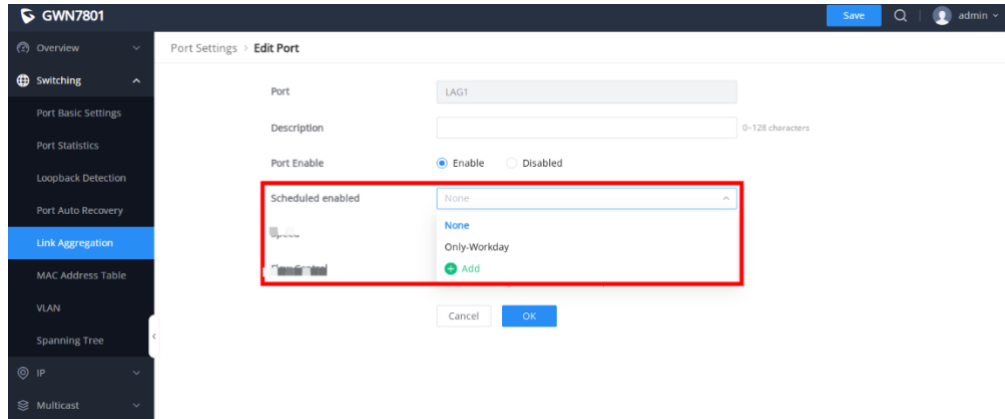 GWN7801
Save
admin
Overview
Switching
Port Basic Settings
Port Statistics
Loopback Detection
Port Auto Recovery
Link Aggregation
MAC Address Table
VLAN
Spanning Tree
IP
Multicast
Port Settings > Edit Port
Port LAG1
Description 0~128 characters
Port Enable Enable Disabled
Scheduled enabled None
None
Only-Workday
Add
Cancel OK